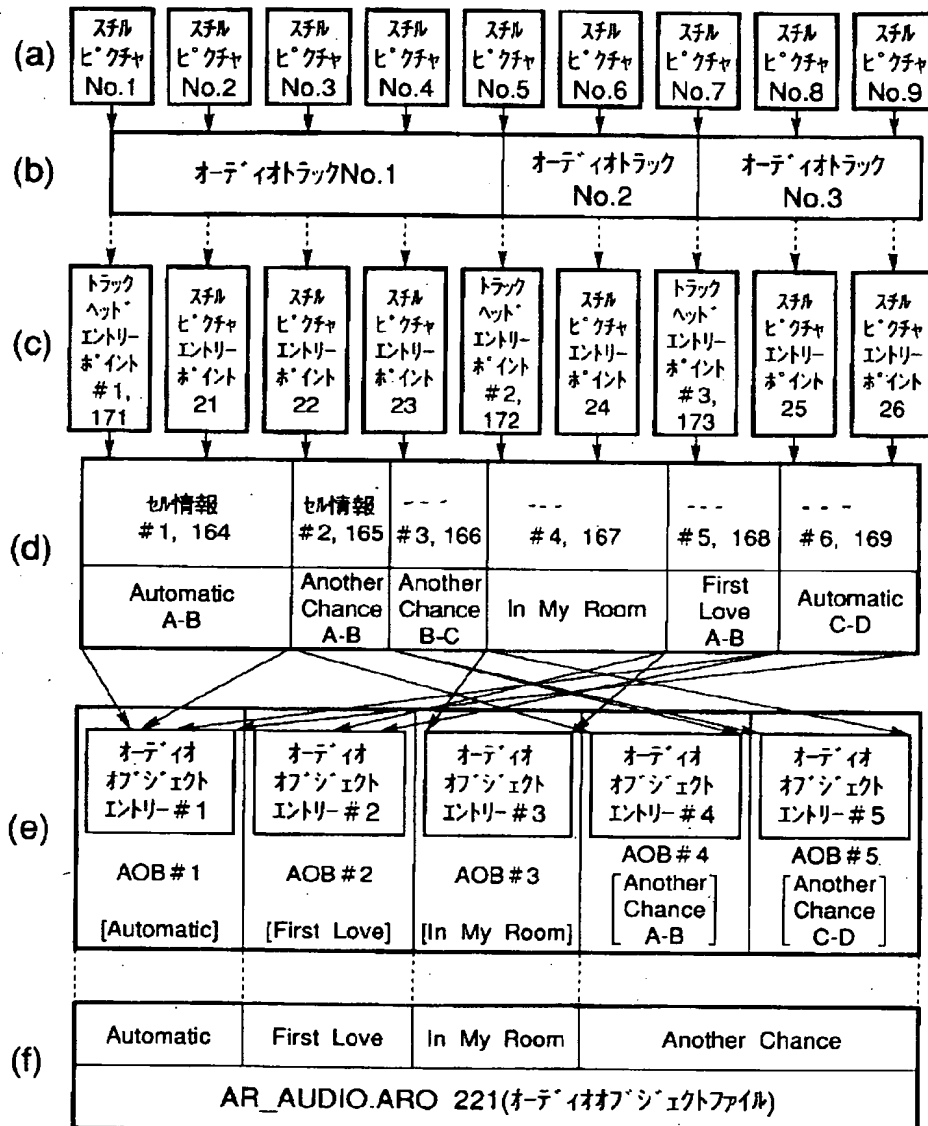 (a)
スチル
ピクチャ
No.1
スチル
ピクチャ
No.2
スチル
ピクチャ
No.3
スチル
ピクチャ
No.4
スチル
ピクチャ
No.5
スチル
ピクチャ
No.6
スチル
ピクチャ
No.7
スチル
ピクチャ
No.8
スチル
ピクチャ
No.9
(b)
オーディオトラックNo.1
オーディオトラック
No.2
オーディオトラック
No.3
(c)
トラック
ヘッド
エントリー
ポイント
#1,
171
スチル
ピクチャ
エントリー
ポイント
21
スチル
ピクチャ
エントリー
ポイント
22
スチル
ピクチャ
エントリー
ポイント
23
トラック
ヘッド
エントリー
ポイント
#2,
172
スチル
ピクチャ
エントリー
ポイント
24
トラック
ヘッド
エントリー
ポイント
#3,
173
スチル
ピクチャ
エントリー
ポイント
25
スチル
ピクチャ
エントリー
ポイント
26
(d)
セル情報
#1, 164
セル情報
#2, 165
---
#3, 166
---
#4, 167
---
#5, 168
---
#6, 169
Automatic
A-B
Another
Chance
A-B
Another
Chance
B-C
In My Room
First
Love
A-B
Automatic
C-D
(e)
オーディオ
オブジェクト
エントリー#1
オーディオ
オブジェクト
エントリー#2
オーディオ
オブジェクト
エントリー#3
オーディオ
オブジェクト
エントリー#4
オーディオ
オブジェクト
エントリー#5
AOB#1
[Automatic]
AOB#2
[First Love]
AOB#3
[In My Room]
AOB#4
[Another
Chance
A-B]
AOB#5
[Another
Chance
C-D]
(f)
Automatic
First Love
In My Room
Another Chance
AR_AUDIO.ARO 221(オーディオオブジェクトファイル)